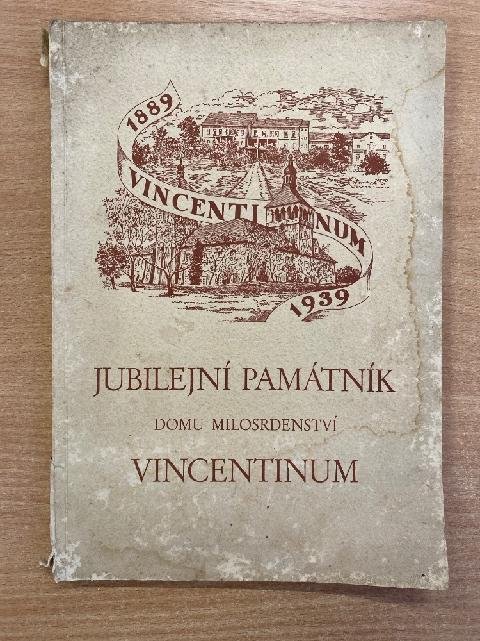 1889
VINCENTINUM
1939
JUBILEJNÍ PAMÁTNÍK
DOMU MILOSRDENSTVÍ
VINCENTINUM